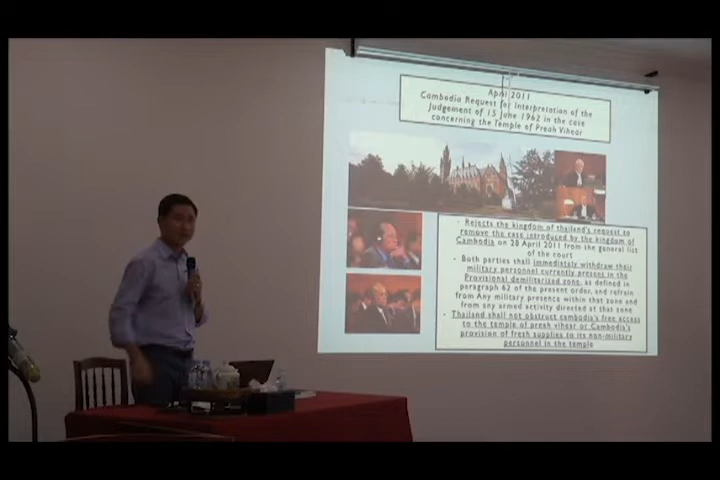 April 2011
Cambodia Request for Interpretation of the
Judgement of 15 June 1962 in the case
concerning the Temple of Preah Vihear
- Rejects the kingdom of thailand's request to
remove the case introduced by the kingdom of
Cambodia on 28 April 2011 from the general list
of the court
- Both parties shall immediately withdraw their
military personnel currently present in the
Provisional demilitarized zone, as defined in
paragraph 62 of the present order, and refrain
from Any military presence within that zone and
from any armed activity directed at that zone
- Thailand shall not obstruct cambodia's free access
to the temple of preah vihear or Cambodia's
provision of fresh supplies to its non-military
personnel in the temple